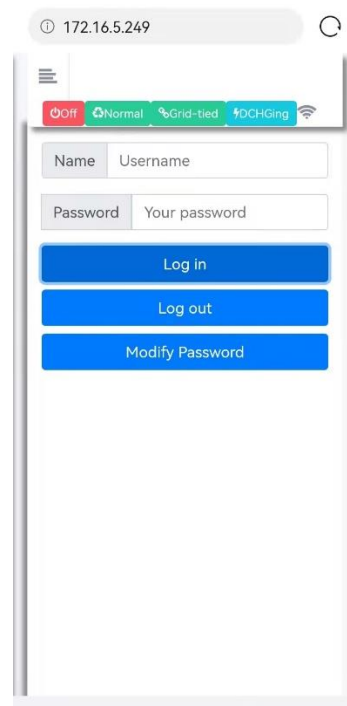 172.16.5.249
Off Normal Grid-tied DCHGing
Name Username
Password Your password
Log in
Log out
Modify Password